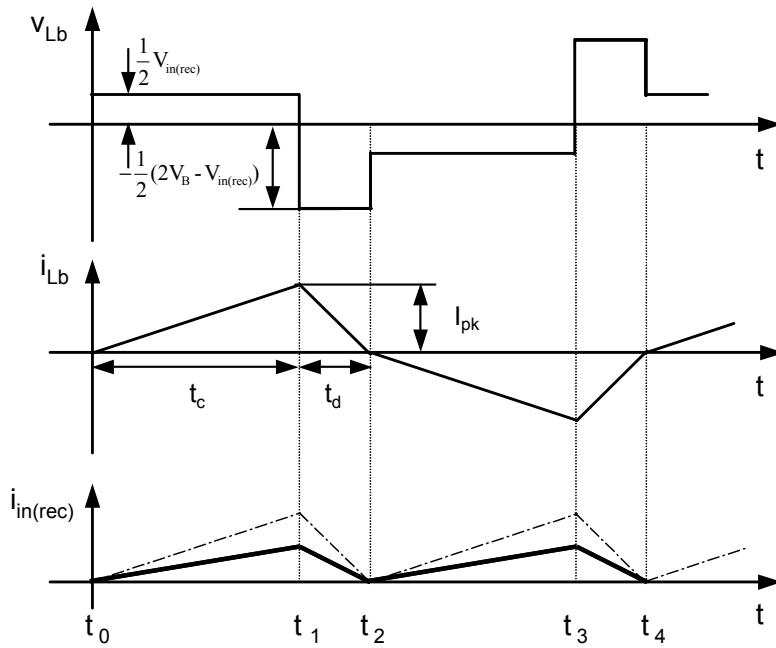 v_Lb
½ V_in(rec)
t
-½ (2V_B - V_in(rec))
i_Lb
I_pk
t_c
t_d
t
i_in(rec)
t_0
t_1
t_2
t_3
t_4
t